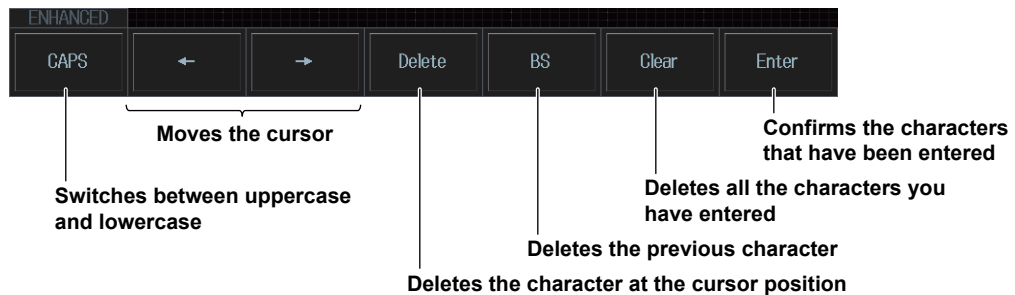 ENHANCED
CAPS ← → Delete BS Clear Enter
Moves the cursor
Confirms the characters
that have been entered
Switches between uppercase
and lowercase
Deletes all the characters you
have entered
Deletes the previous character
Deletes the character at the cursor position